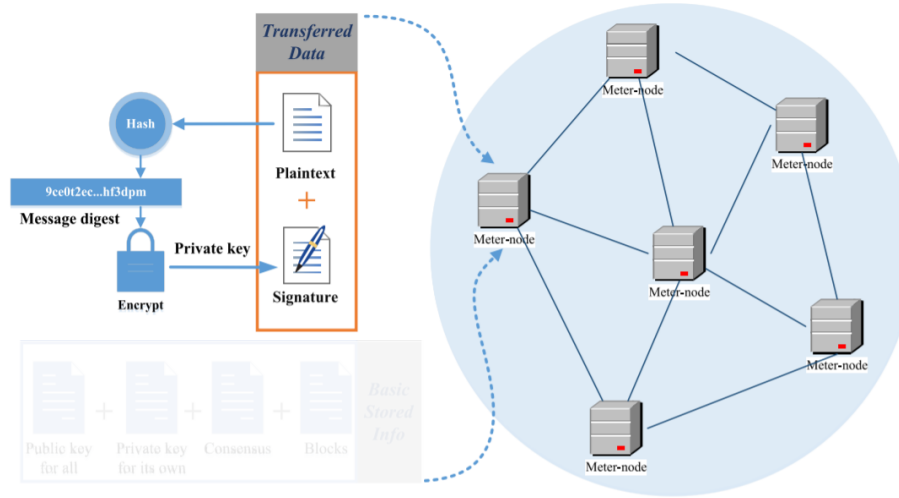 Transferred
Data
Hash
Plaintext
+
9ce0t2ec...hf3dpm
Message digest
Private key
Encrypt
Signature
Basic
Stored
Info
+
+
+
Public key
for all
Private key
for its own
Consensus
Blocks
Meter-node
Meter-node
Meter-node
Meter-node
Meter-node
Meter-node